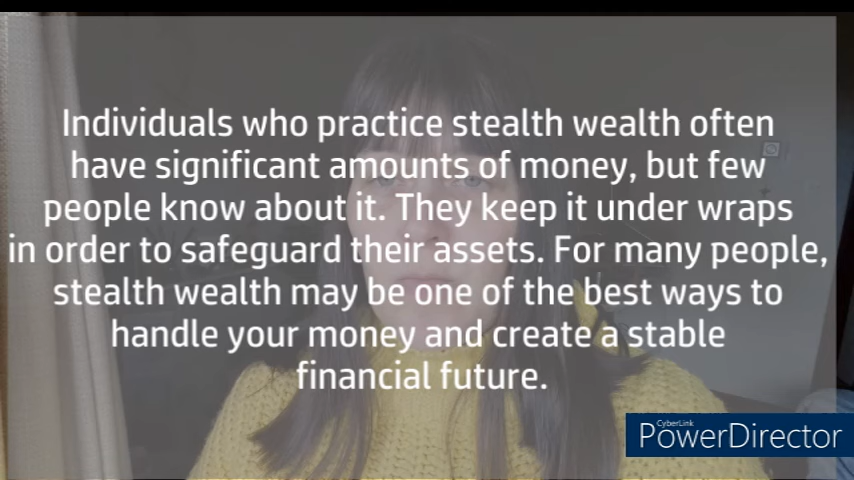 Individuals who practice stealth wealth often
have significant amounts of money, but few
people know about it. They keep it under wraps
in order to safeguard their assets. For many people,
stealth wealth may be one of the best ways to
handle your money and create a stable
financial future.
CyberLink
PowerDirector